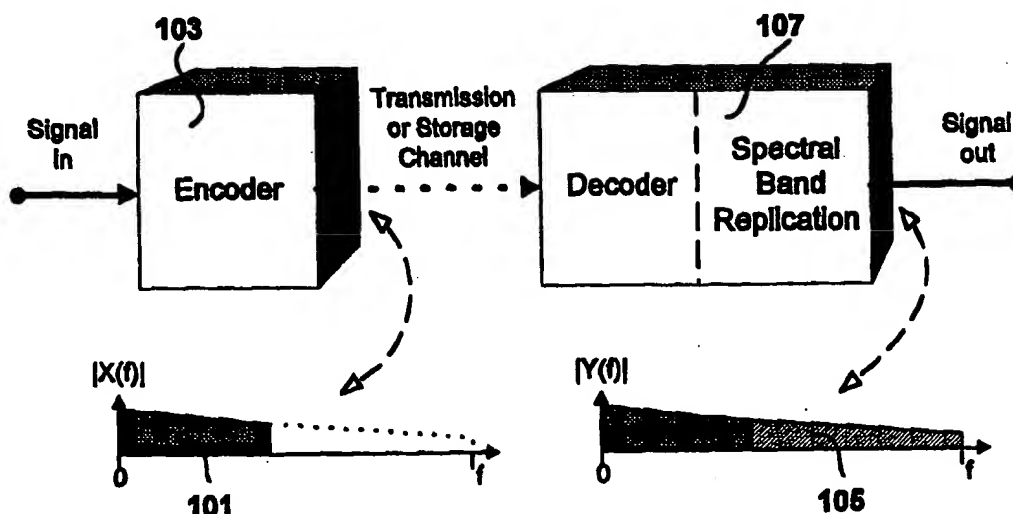 103
107
Signal
in
Encoder
Transmission
or Storage
Channel
Decoder
Spectral
Band
Replication
Signal
out
|X(f)|
0
f
101
|Y(f)|
0
f
105